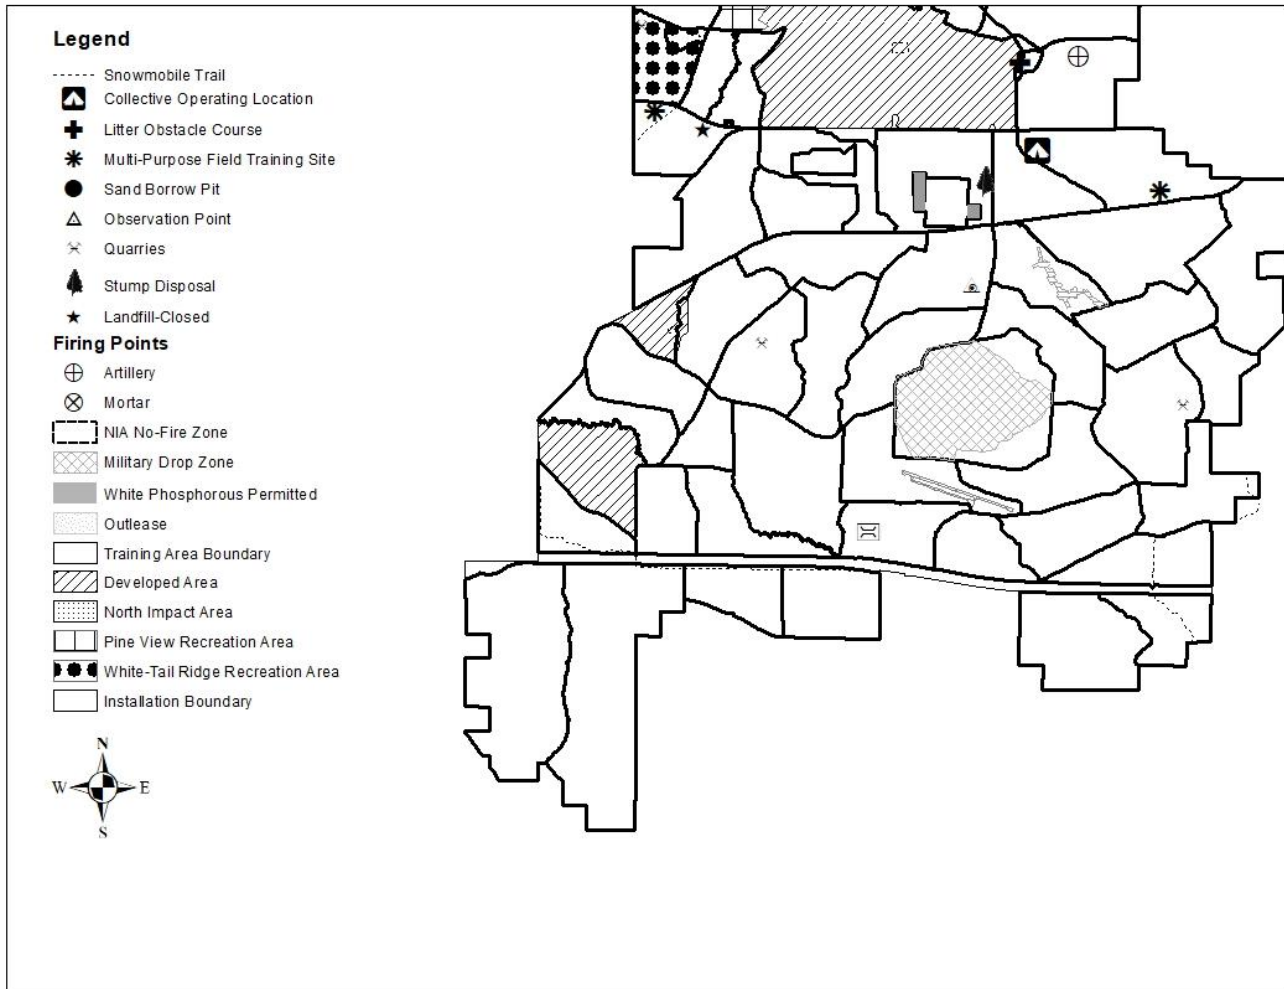 Legend
Snowmobile Trail
Collective Operating Location
Litter Obstacle Course
Multi-Purpose Field Training Site
Sand Borrow Pit
Observation Point
Quarries
Stump Disposal
Landfill-Closed
Firing Points
Artillery
Mortar
NIA No-Fire Zone
Military Drop Zone
White Phosphorous Permitted
Outlease
Training Area Boundary
Developed Area
North Impact Area
Pine View Recreation Area
White-Tail Ridge Recreation Area
Installation Boundary
N
W E
S